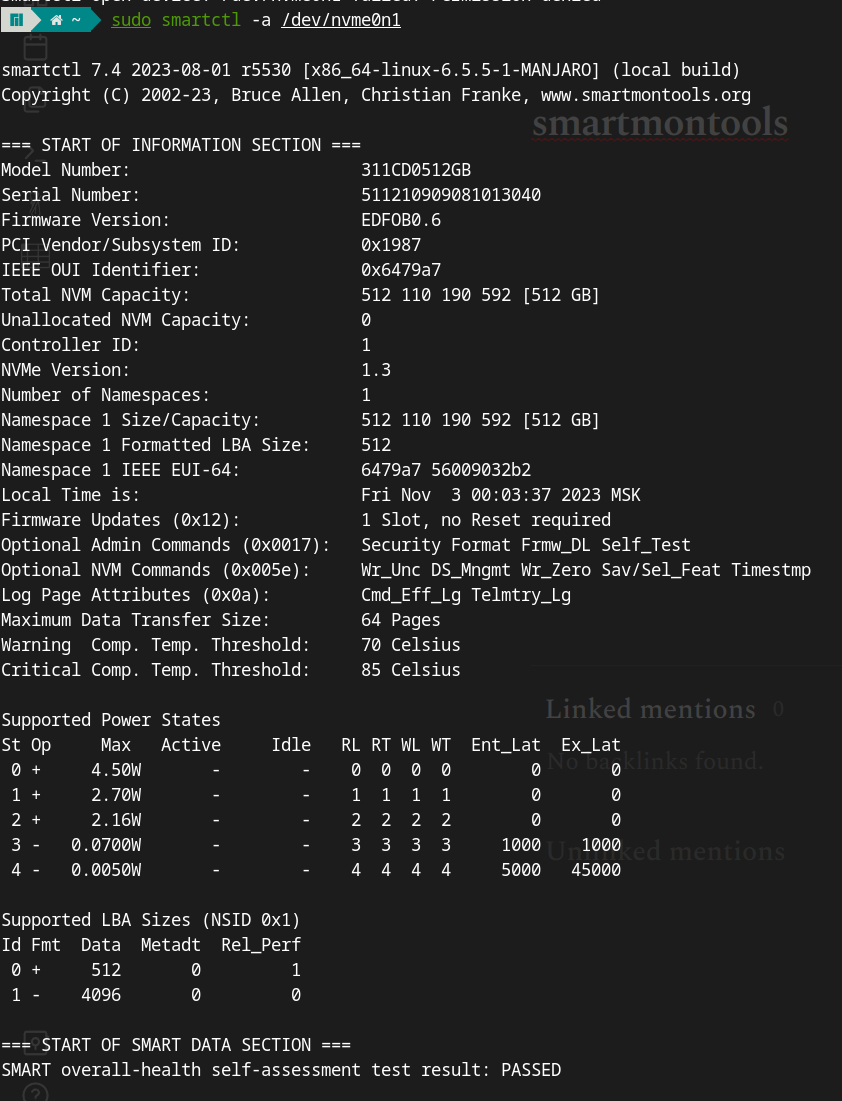 ~ sudo smartctl -a /dev/nvme0n1
smartctl 7.4 2023-08-01 r5530 [x86_64-linux-6.5.5-1-MANJARO] (local build)
Copyright (C) 2002-23, Bruce Allen, Christian Franke, www.smartmontools.org
smartmontools
=== START OF INFORMATION SECTION ===
Model Number: 311CD0512GB
Serial Number: 511210909081013040
Firmware Version: EDFOB0.6
PCI Vendor/Subsystem ID: 0x1987
IEEE OUI Identifier: 0x6479a7
Total NVM Capacity: 512 110 190 592 [512 GB]
Unallocated NVM Capacity: 0
Controller ID: 1
NVMe Version: 1.3
Number of Namespaces: 1
Namespace 1 Size/Capacity: 512 110 190 592 [512 GB]
Namespace 1 Formatted LBA Size: 512
Namespace 1 IEEE EUI-64: 6479a7 56009032b2
Local Time is: Fri Nov  3 00:03:37 2023 MSK
Firmware Updates (0x12): 1 Slot, no Reset required
Optional Admin Commands (0x0017): Security Format Frmw_DL Self_Test
Optional NVM Commands (0x005e): Wr_Unc DS_Mngmt Wr_Zero Sav/Sel_Feat Timestmp
Log Page Attributes (0x0a): Cmd_Eff_Lg Telmtry_Lg
Maximum Data Transfer Size: 64 Pages
Warning  Comp. Temp. Threshold: 70 Celsius
Critical Comp. Temp. Threshold: 85 Celsius
Linked mentions 0
Supported Power States
St Op Max Active Idle RL RT WL WT Ent_Lat Ex_Lat
No backlinks found.
0 + 4.50W - - 0 0 0 0 0 0
1 + 2.70W - - 1 1 1 1 0 0
2 + 2.16W - - 2 2 2 2 0 0
3 - 0.0700W - - 3 3 3 3 1000 1000
Unlinked mentions
4 - 0.0050W - - 4 4 4 4 5000 45000
Supported LBA Sizes (NSID 0x1)
Id Fmt Data Metadt Rel_Perf
0 + 512 0 1
1 - 4096 0 0
=== START OF SMART DATA SECTION ===
SMART overall-health self-assessment test result: PASSED